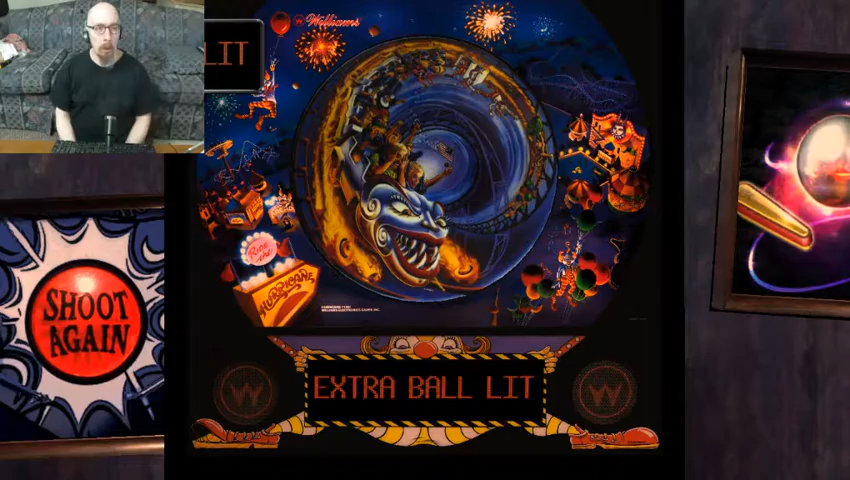 LIT
Williams
RIDE
THE
HURRICANE
SHOOT
AGAIN
EXTRA BALL LIT
W
W